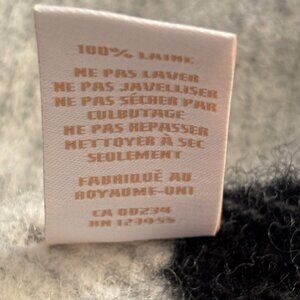 100% LAINE
NE PAS LAVER
NE PAS JAVELLISER
NE PAS SÉCHER PAR
CULBUTAGE
NE PAS REPASSER
NETTOYER À SEC
SEULEMENT
FABRIQUÉ AU
ROYAUME-UNI
CA 00234
RN 127455